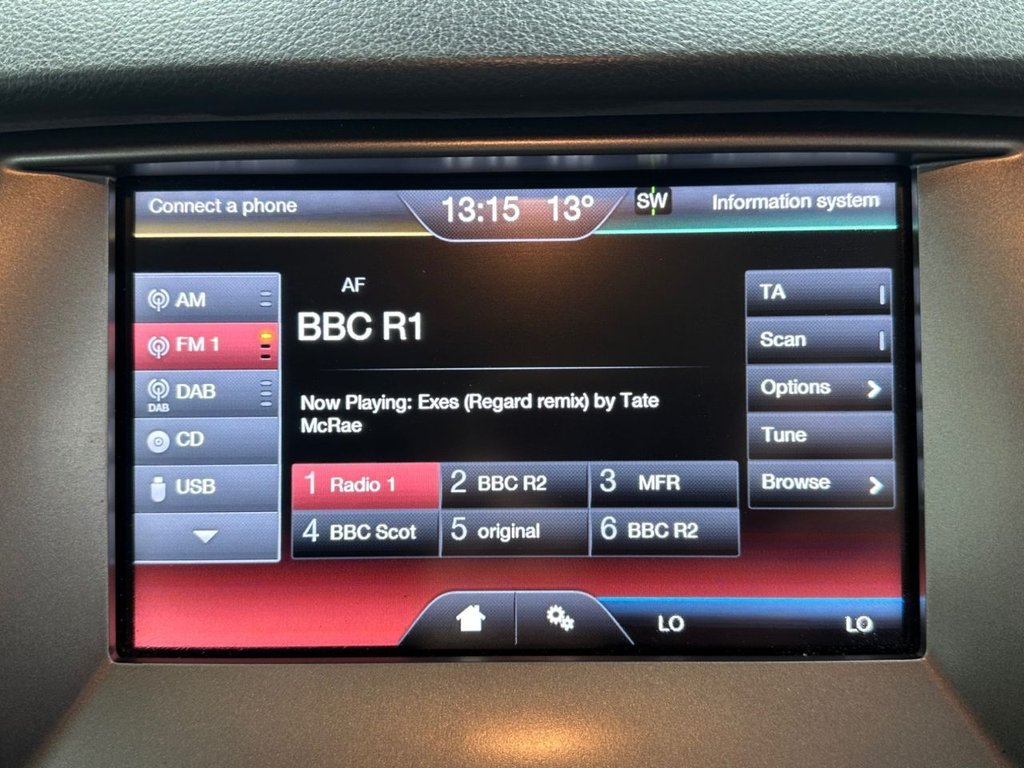 Connect a phone
13:15 13°
SW
Information system
AM
FM 1
DAB
DAB
CD
USB
AF
BBC R1
Now Playing: Exes (Regard remix) by Tate
McRae
1 Radio 1
2 BBC R2
3 MFR
4 BBC Scot
5 original
6 BBC R2
TA
Scan
Options
Tune
Browse
LO
LO